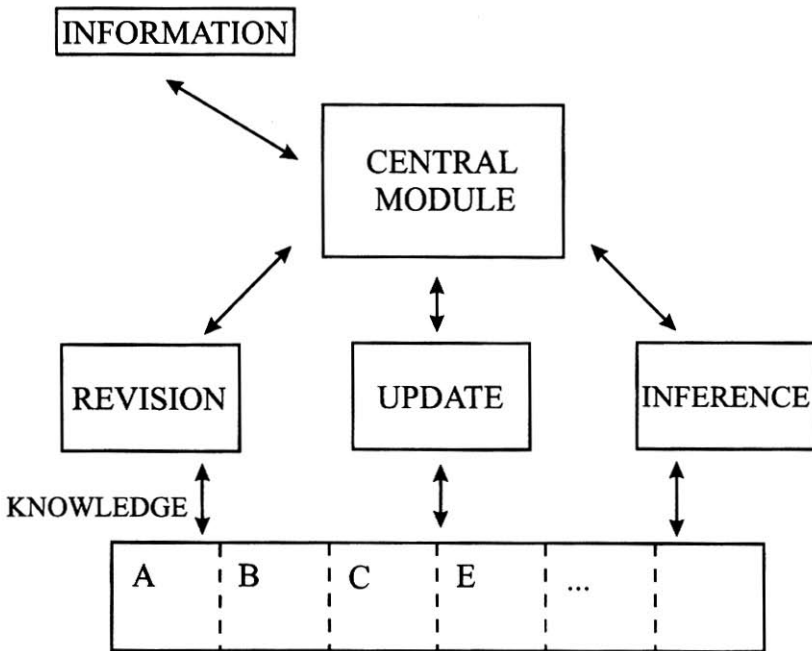 INFORMATION
CENTRAL
MODULE
REVISION
UPDATE
INFERENCE
KNOWLEDGE
A
B
C
E
...